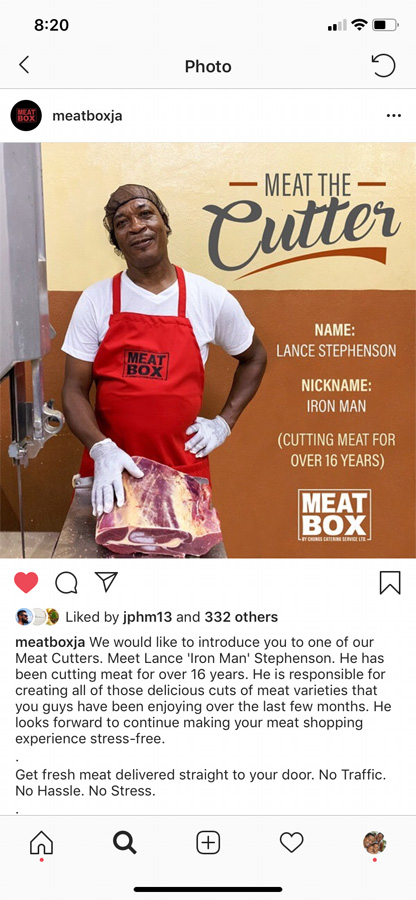 8:20
Photo
MEAT BOX
meatboxja
MEAT THE
Cutter
NAME:
LANCE STEPHENSON
NICKNAME:
IRON MAN
(CUTTING MEAT FOR
OVER 16 YEARS)
MEAT
BOX
MEAT
BOX
BY CHUNGS CATERING SERVICE LTD.
Liked by jphm13 and 332 others
meatboxja We would like to introduce you to one of our
Meat Cutters. Meet Lance 'Iron Man' Stephenson. He has
been cutting meat for over 16 years. He is responsible for
creating all of those delicious cuts of meat varieties that
you guys have been enjoying over the last few months. He
looks forward to continue making your meat shopping
experience stress-free.
.
Get fresh meat delivered straight to your door. No Traffic.
No Hassle. No Stress.
.